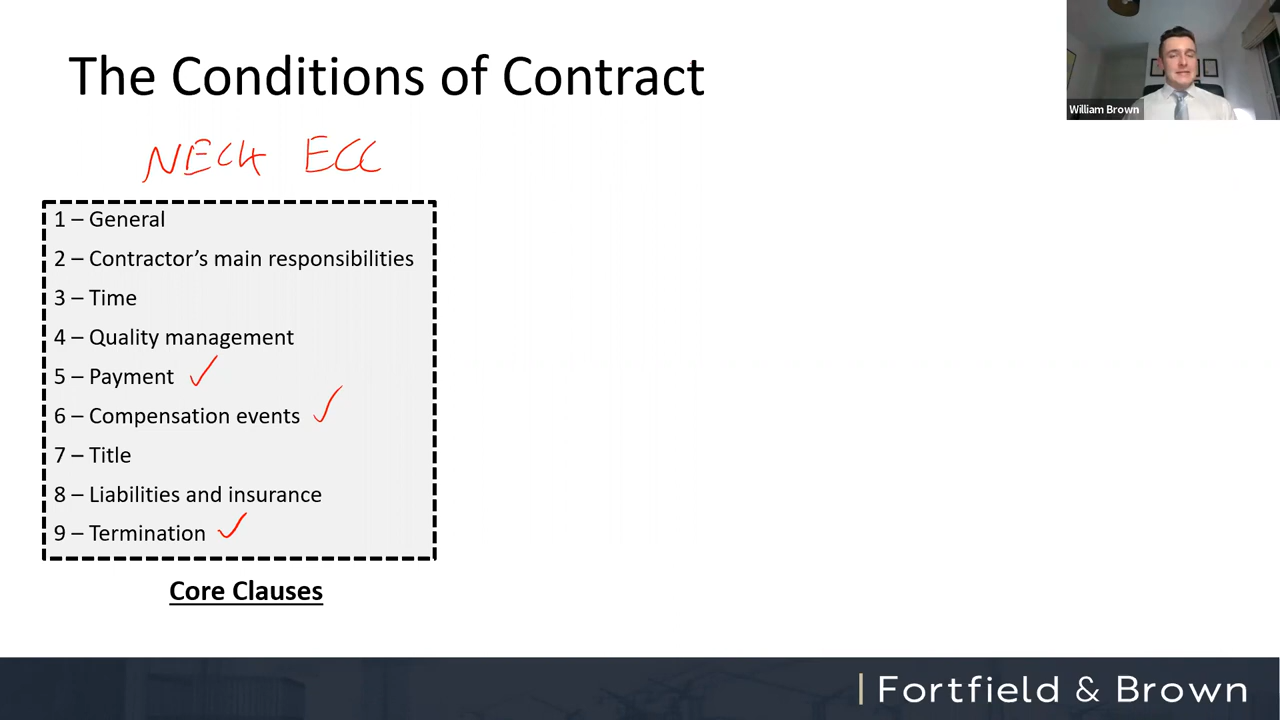 The Conditions of Contract
William Brown
NEC4 ECC
1 – General
2 – Contractor’s main responsibilities
3 – Time
4 – Quality management
5 – Payment
6 – Compensation events
7 – Title
8 – Liabilities and insurance
9 – Termination
Core Clauses
Fortfield & Brown